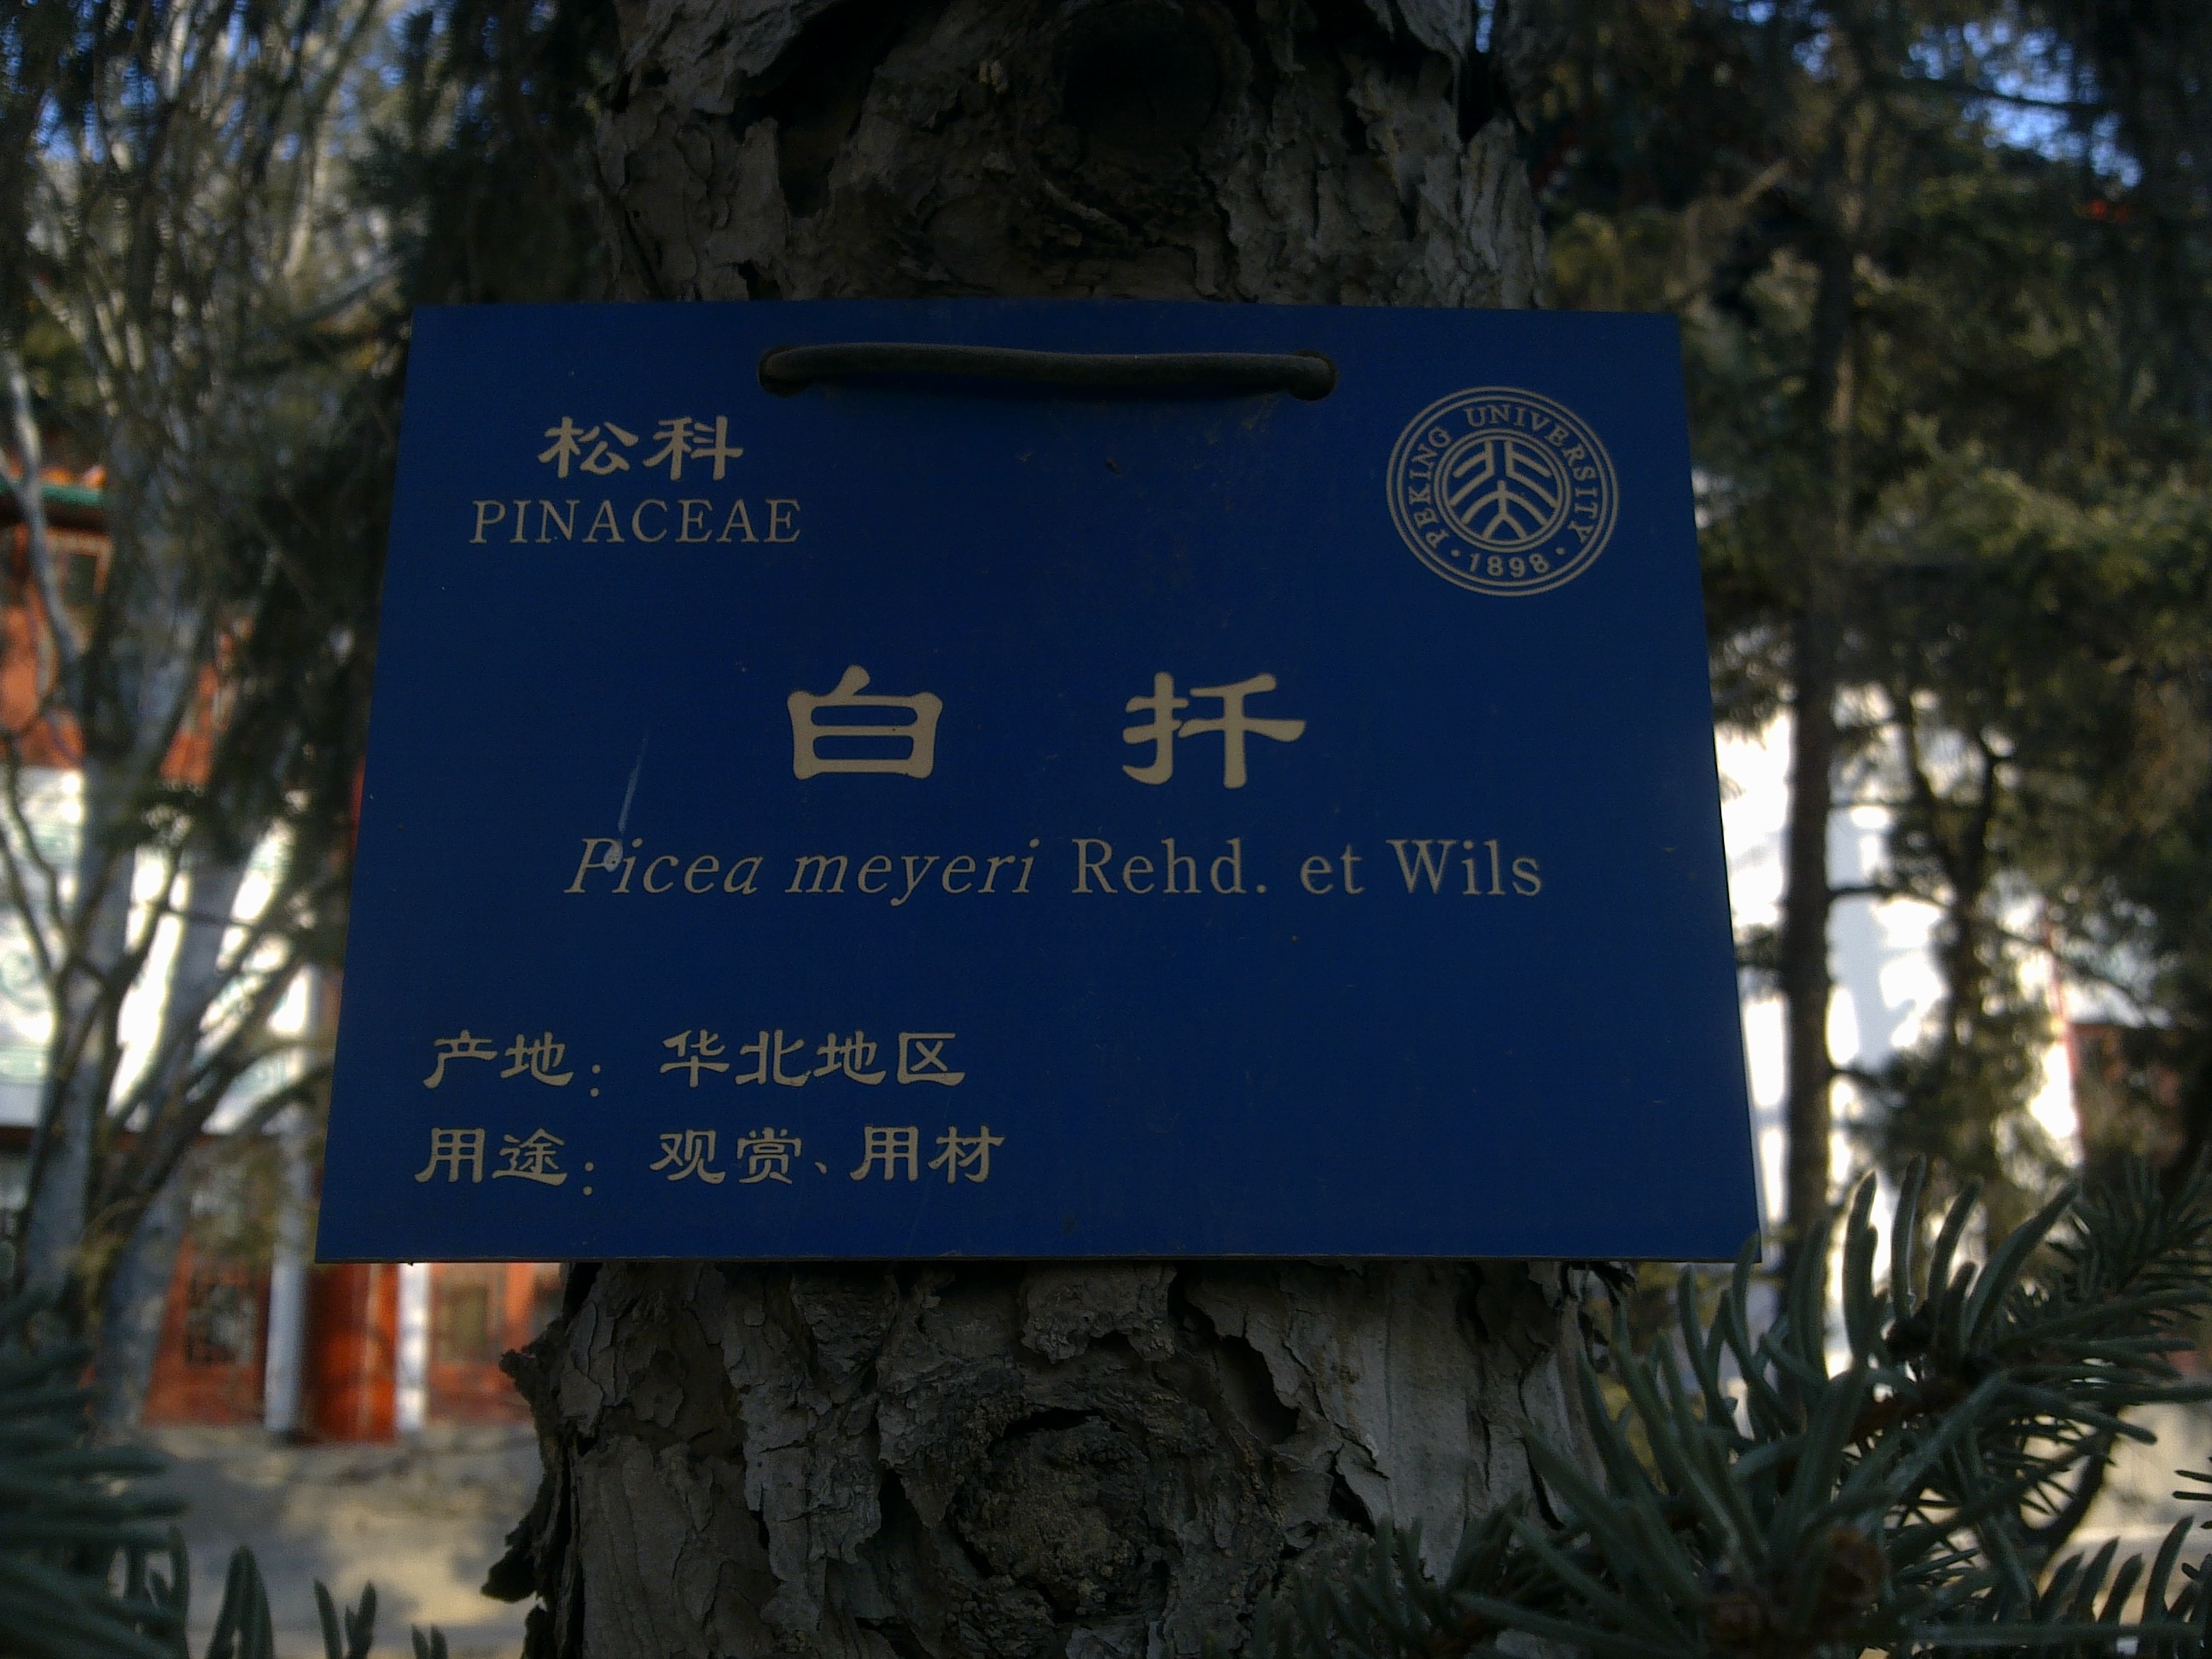 松科
PINACEAE
PEKING UNIVERSITY
1898
白扦
Picea meyeri Rehd. et Wils
产地：华北地区
用途：观赏、用材